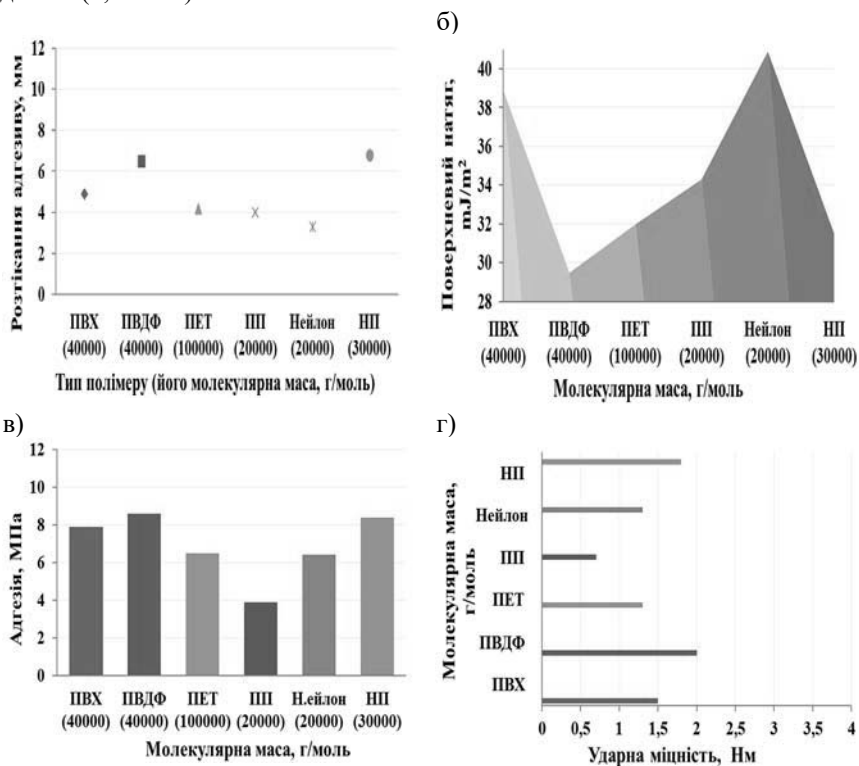 б)
Розтікання адгезиву, мм
12
10
8
6
4
2
0
ПВХ ПВДФ ПЕТ ПП Нейлон НП
(40000) (40000) (100000) (20000) (20000) (30000)
Тип полімеру (його молекулярна маса, г/моль)
Поверхневий натяг,
mJ/m²
40
38
36
34
32
30
28
ПВХ ПВДФ ПЕТ ПП Нейлон НП
(40000) (40000) (100000) (20000) (20000) (30000)
Молекулярна маса, г/моль
в)
Адгезія, МПа
12
10
8
6
4
2
0
ПВХ ПВДФ ПЕТ ПП Н.ейлон НП
(40000) (40000) (100000) (20000) (20000) (30000)
Молекулярна маса, г/моль
г)
Молекулярна маса,
г/моль
НП
Нейлон
ПП
ПЕТ
ПВДФ
ПВХ
0 0,5 1 1,5 2 2,5 3 3,5 4
Ударна міцність, Нм